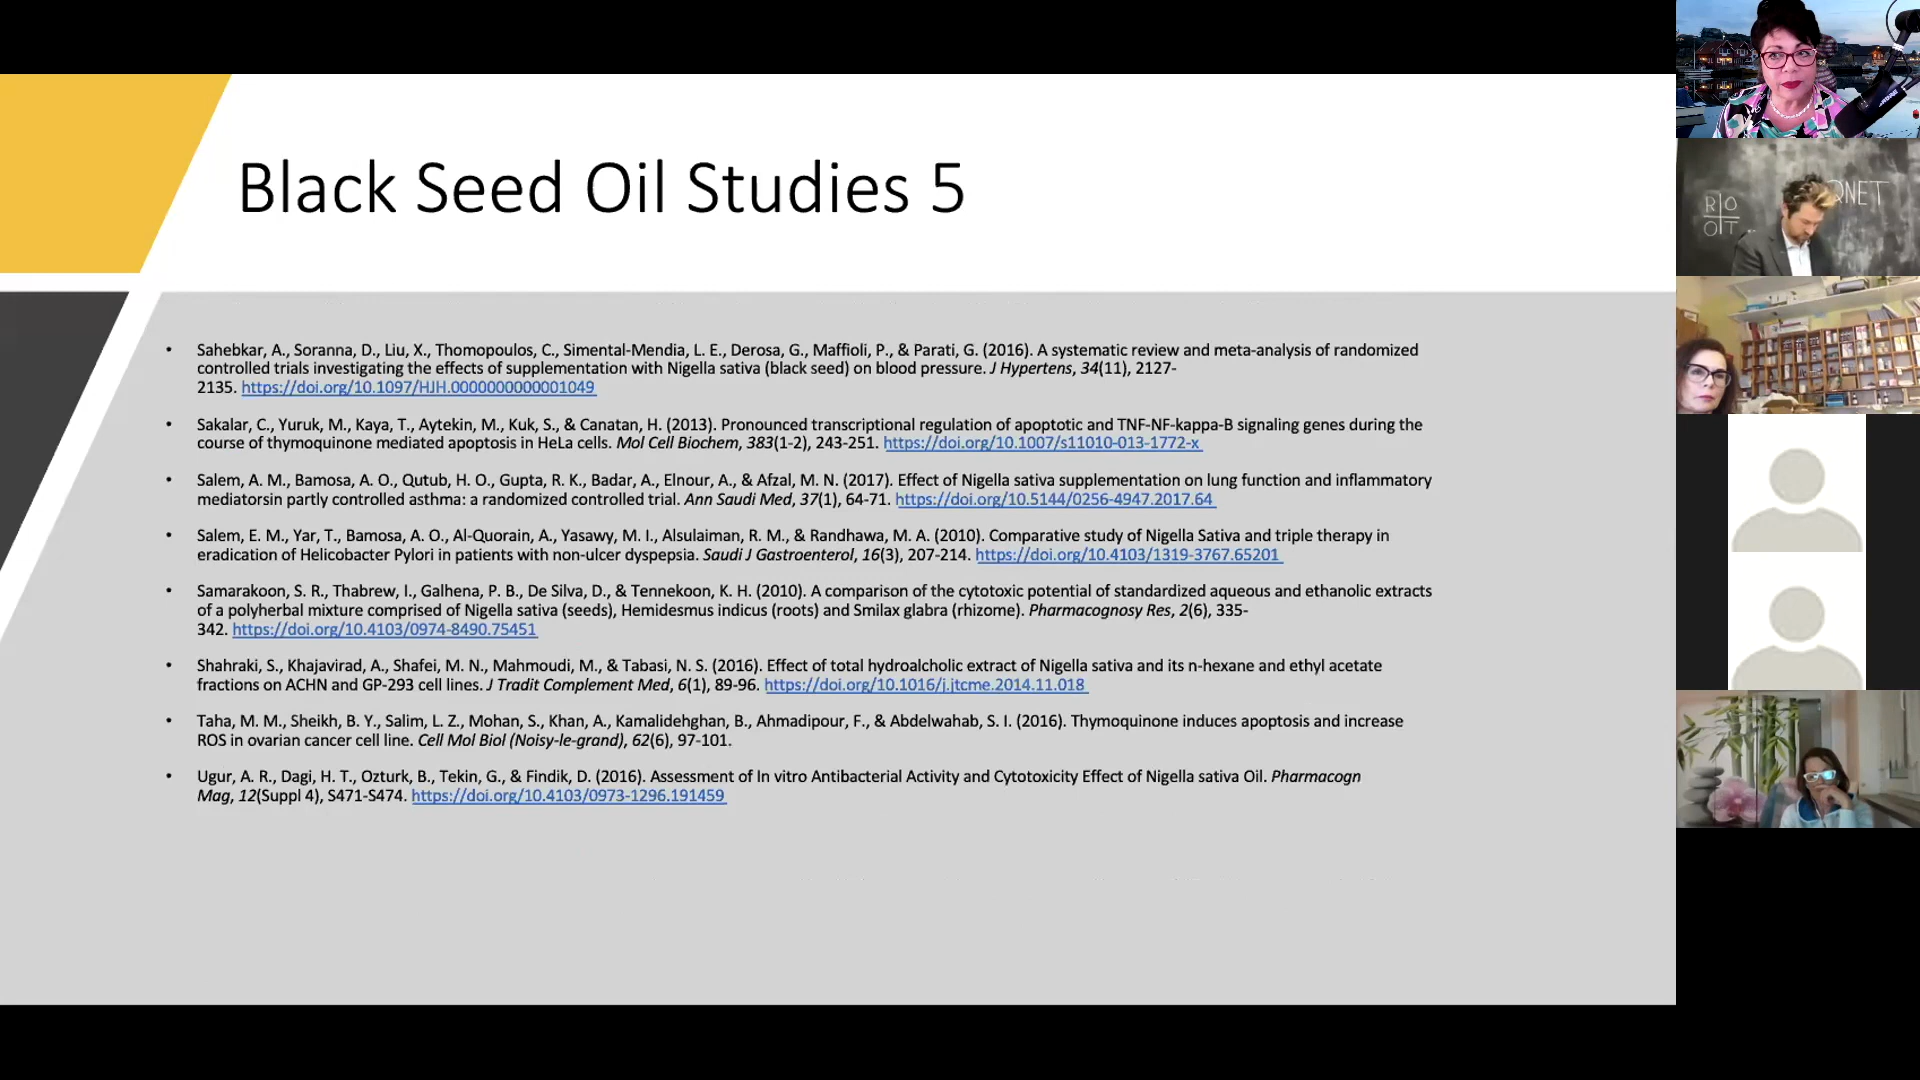 Black Seed Oil Studies 5
• Sahebkar, A., Soranna, D., Liu, X., Thomopoulos, C., Simental-Mendia, L. E., Derosa, G., Maffioli, P., & Parati, G. (2016). A systematic review and meta-analysis of randomized
controlled trials investigating the effects of supplementation with Nigella sativa (black seed) on blood pressure. J Hypertens, 34(11), 2127-
2135. https://doi.org/10.1097/HJH.0000000000001049
• Sakalar, C., Yuruk, M., Kaya, T., Aytekin, M., Kuk, S., & Canatan, H. (2013). Pronounced transcriptional regulation of apoptotic and TNF-NF-kappa-B signaling genes during the
course of thymoquinone mediated apoptosis in HeLa cells. Mol Cell Biochem, 383(1-2), 243-251. https://doi.org/10.1007/s11010-013-1772-x
• Salem, A. M., Bamosa, A. O., Qutub, H. O., Gupta, R. K., Badar, A., Elnour, A., & Afzal, M. N. (2017). Effect of Nigella sativa supplementation on lung function and inflammatory
mediatorsin partly controlled asthma: a randomized controlled trial. Ann Saudi Med, 37(1), 64-71. https://doi.org/10.5144/0256-4947.2017.64
• Salem, E. M., Yar, T., Bamosa, A. O., Al-Quorain, A., Yasawy, M. I., Alsulaiman, R. M., & Randhawa, M. A. (2010). Comparative study of Nigella Sativa and triple therapy in
eradication of Helicobacter Pylori in patients with non-ulcer dyspepsia. Saudi J Gastroenterol, 16(3), 207-214. https://doi.org/10.4103/1319-3767.65201
• Samarakoon, S. R., Thabrew, I., Galhena, P. B., De Silva, D., & Tennekoon, K. H. (2010). A comparison of the cytotoxic potential of standardized aqueous and ethanolic extracts
of a polyherbal mixture comprised of Nigella sativa (seeds), Hemidesmus indicus (roots) and Smilax glabra (rhizome). Pharmacognosy Res, 2(6), 335-
342. https://doi.org/10.4103/0974-8490.75451
• Shahraki, S., Khajavirad, A., Shafei, M. N., Mahmoudi, M., & Tabasi, N. S. (2016). Effect of total hydroalcholic extract of Nigella sativa and its n-hexane and ethyl acetate
fractions on ACHN and GP-293 cell lines. J Tradit Complement Med, 6(1), 89-96. https://doi.org/10.1016/j.jtcme.2014.11.018
• Taha, M. M., Sheikh, B. Y., Salim, L. Z., Mohan, S., Khan, A., Kamalidehghan, B., Ahmadipour, F., & Abdelwahab, S. I. (2016). Thymoquinone induces apoptosis and increase
ROS in ovarian cancer cell line. Cell Mol Biol (Noisy-le-grand), 62(6), 97-101.
• Ugur, A. R., Dagi, H. T., Ozturk, B., Tekin, G., & Findik, D. (2016). Assessment of In vitro Antibacterial Activity and Cytotoxicity Effect of Nigella sativa Oil. Pharmacogn
Mag, 12(Suppl 4), S471-S474. https://doi.org/10.4103/0973-1296.191459
R O
O T